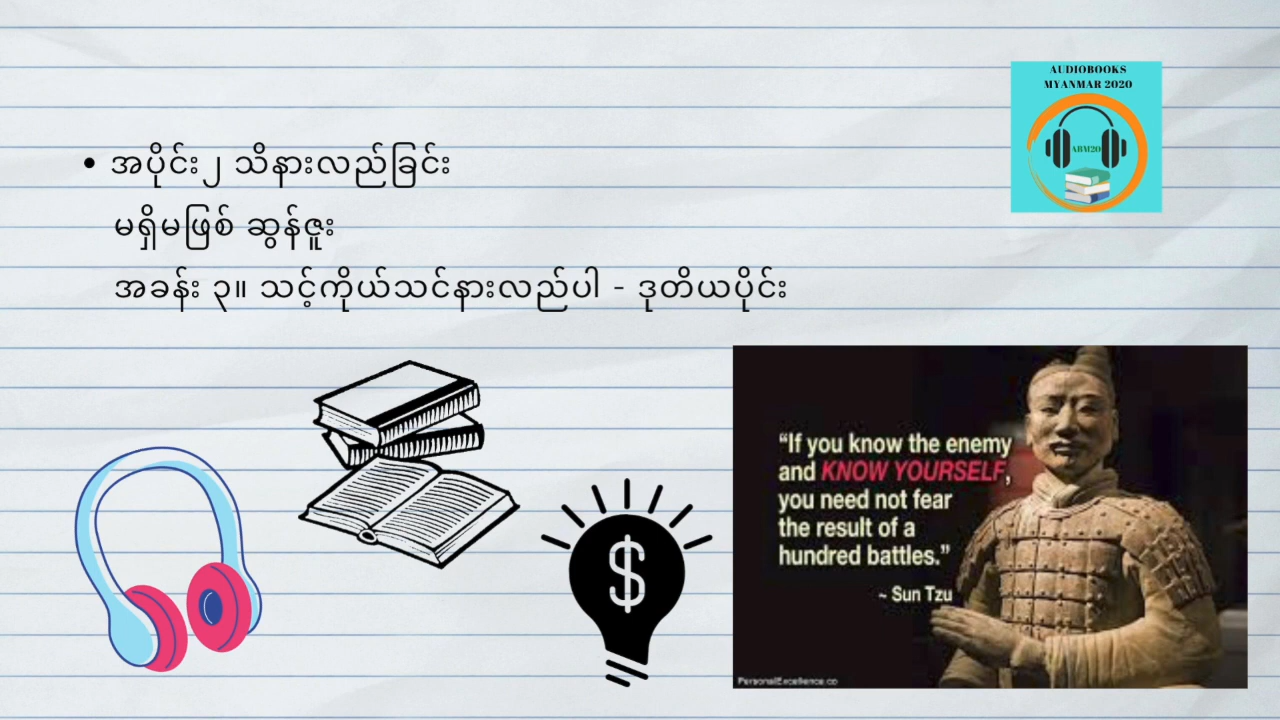 AUDIOBOOKS
MYANMAR 2020
ABM20
• အပိုင်း၂ သိနားလည်ခြင်း
မရှိမဖြစ် ဆွန်ဇူး
အခန်း ၃။ သင့်ကိုယ်သင်နားလည်ပါ - ဒုတိယပိုင်း
“If you know the enemy
and KNOW YOURSELF,
you need not fear
the result of a
hundred battles.”
~ Sun Tzu
PersonalExcellence.co